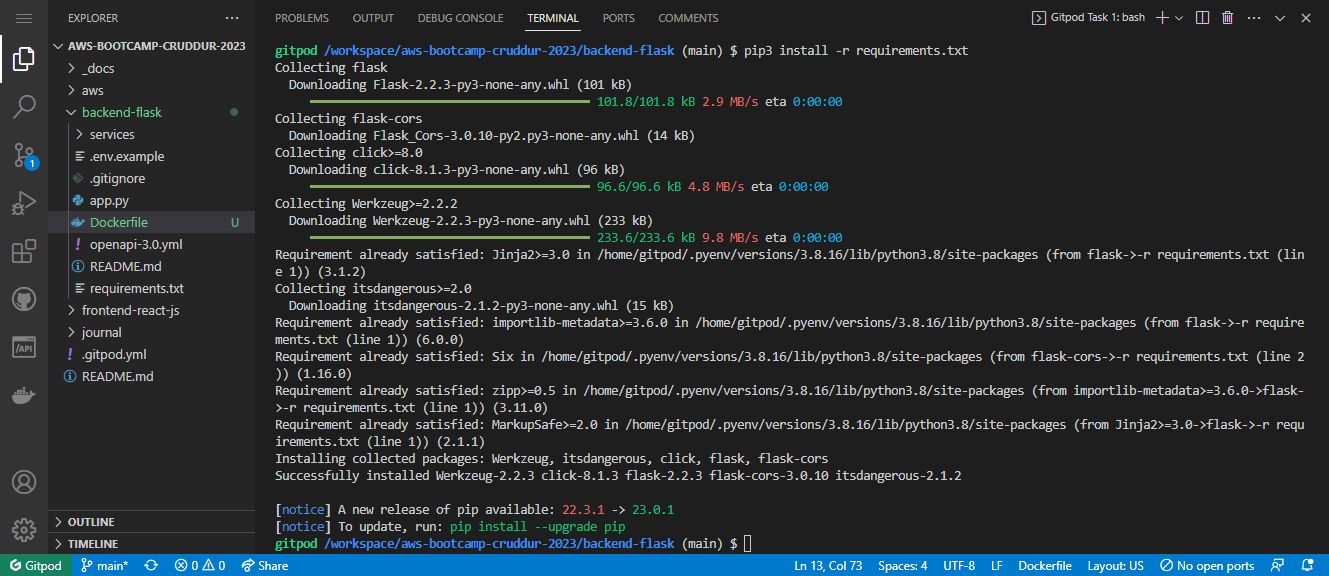 EXPLORER
PROBLEMS OUTPUT DEBUG CONSOLE TERMINAL PORTS COMMENTS
Gitpod Task 1: bash
AWS-BOOTCAMP-CRUDDUR-2023
_docs
aws
backend-flask
services
.env.example
.gitignore
app.py
Dockerfile U
openapi-3.0.yml
README.md
requirements.txt
frontend-react-js
journal
.gitpod.yml
README.md
OUTLINE
TIMELINE
1
/API
gitpod /workspace/aws-bootcamp-cruddur-2023/backend-flask (main) $ pip3 install -r requirements.txt
Collecting flask
Downloading Flask-2.2.3-py3-none-any.whl (101 kB)
101.8/101.8 kB 2.9 MB/s eta 0:00:00
Collecting flask-cors
Downloading Flask_Cors-3.0.10-py2.py3-none-any.whl (14 kB)
Collecting click>=8.0
Downloading click-8.1.3-py3-none-any.whl (96 kB)
96.6/96.6 kB 4.8 MB/s eta 0:00:00
Collecting Werkzeug>=2.2.2
Downloading Werkzeug-2.2.3-py3-none-any.whl (233 kB)
233.6/233.6 kB 9.8 MB/s eta 0:00:00
Requirement already satisfied: Jinja2>=3.0 in /home/gitpod/.pyenv/versions/3.8.16/lib/python3.8/site-packages (from flask->-r requirements.txt (lin
e 1)) (3.1.2)
Collecting itsdangerous>=2.0
Downloading itsdangerous-2.1.2-py3-none-any.whl (15 kB)
Requirement already satisfied: importlib-metadata>=3.6.0 in /home/gitpod/.pyenv/versions/3.8.16/lib/python3.8/site-packages (from flask->-r require
ments.txt (line 1)) (6.0.0)
Requirement already satisfied: Six in /home/gitpod/.pyenv/versions/3.8.16/lib/python3.8/site-packages (from flask-cors->-r requirements.txt (line 2
)) (1.16.0)
Requirement already satisfied: zipp>=0.5 in /home/gitpod/.pyenv/versions/3.8.16/lib/python3.8/site-packages (from importlib-metadata>=3.6.0->flask-
>-r requirements.txt (line 1)) (3.11.0)
Requirement already satisfied: MarkupSafe>=2.0 in /home/gitpod/.pyenv/versions/3.8.16/lib/python3.8/site-packages (from Jinja2>=3.0->flask->-r requ
irements.txt (line 1)) (2.1.1)
Installing collected packages: Werkzeug, itsdangerous, click, flask, flask-cors
Successfully installed Werkzeug-2.2.3 click-8.1.3 flask-2.2.3 flask-cors-3.0.10 itsdangerous-2.1.2
[notice] A new release of pip available: 22.3.1 -> 23.0.1
[notice] To update, run: pip install --upgrade pip
gitpod /workspace/aws-bootcamp-cruddur-2023/backend-flask (main) $
Gitpod main* 0 0 Share Ln 13, Col 73 Spaces: 4 UTF-8 LF Dockerfile Layout: US No open ports